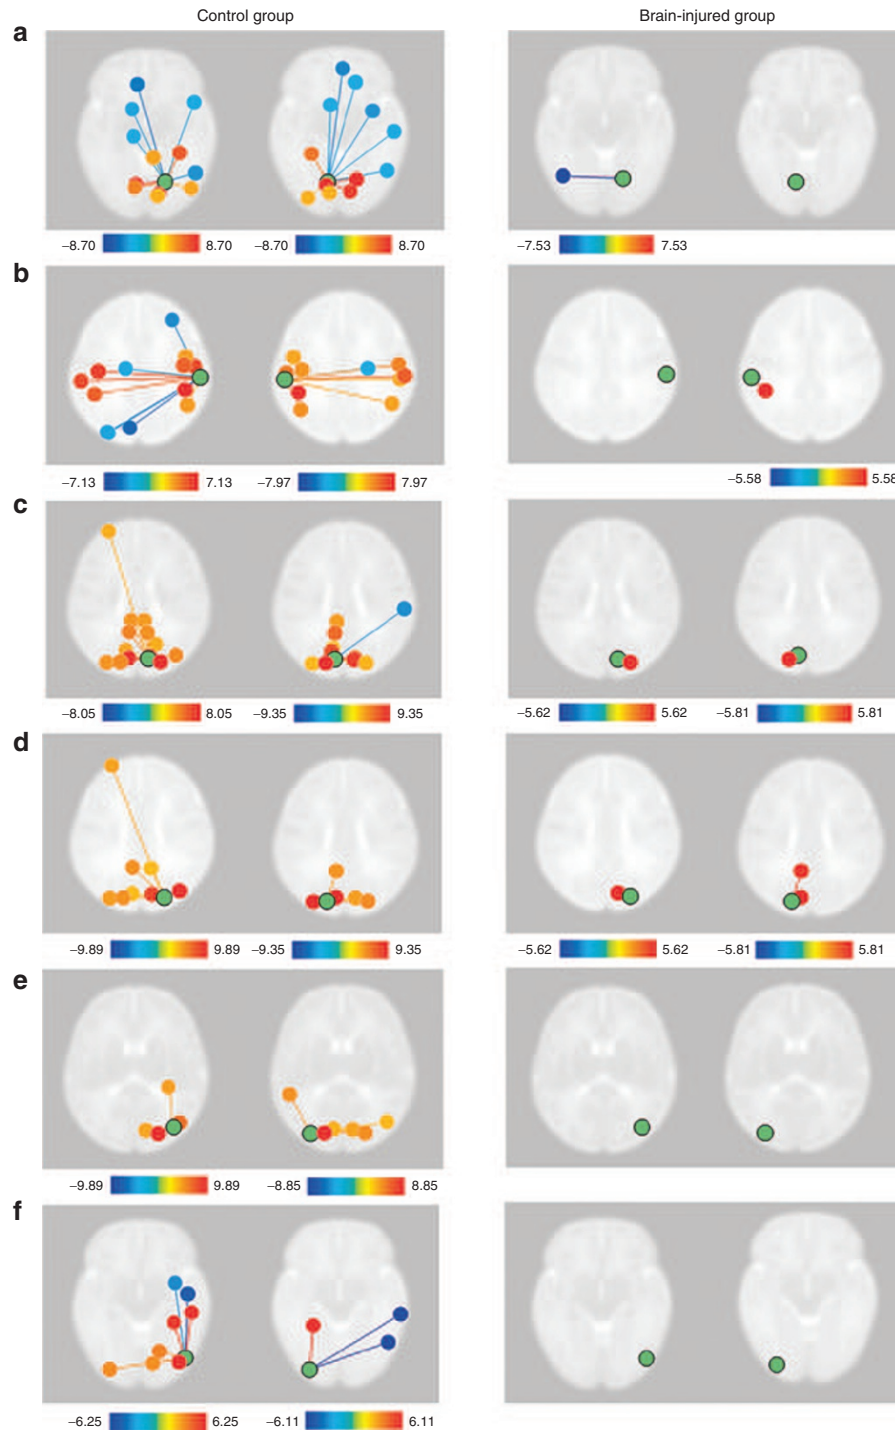 Control group Brain-injured group
a
−8.70 8.70 −8.70 8.70 −7.53 7.53
b
−7.13 7.13 −7.97 7.97 −5.58 5.58
c
−8.05 8.05 −9.35 9.35 −5.62 5.62 −5.81 5.81
d
−9.89 9.89 −9.35 9.35 −5.62 5.62 −5.81 5.81
e
−9.89 9.89 −8.85 8.85
f
−6.25 6.25 −6.11 6.11